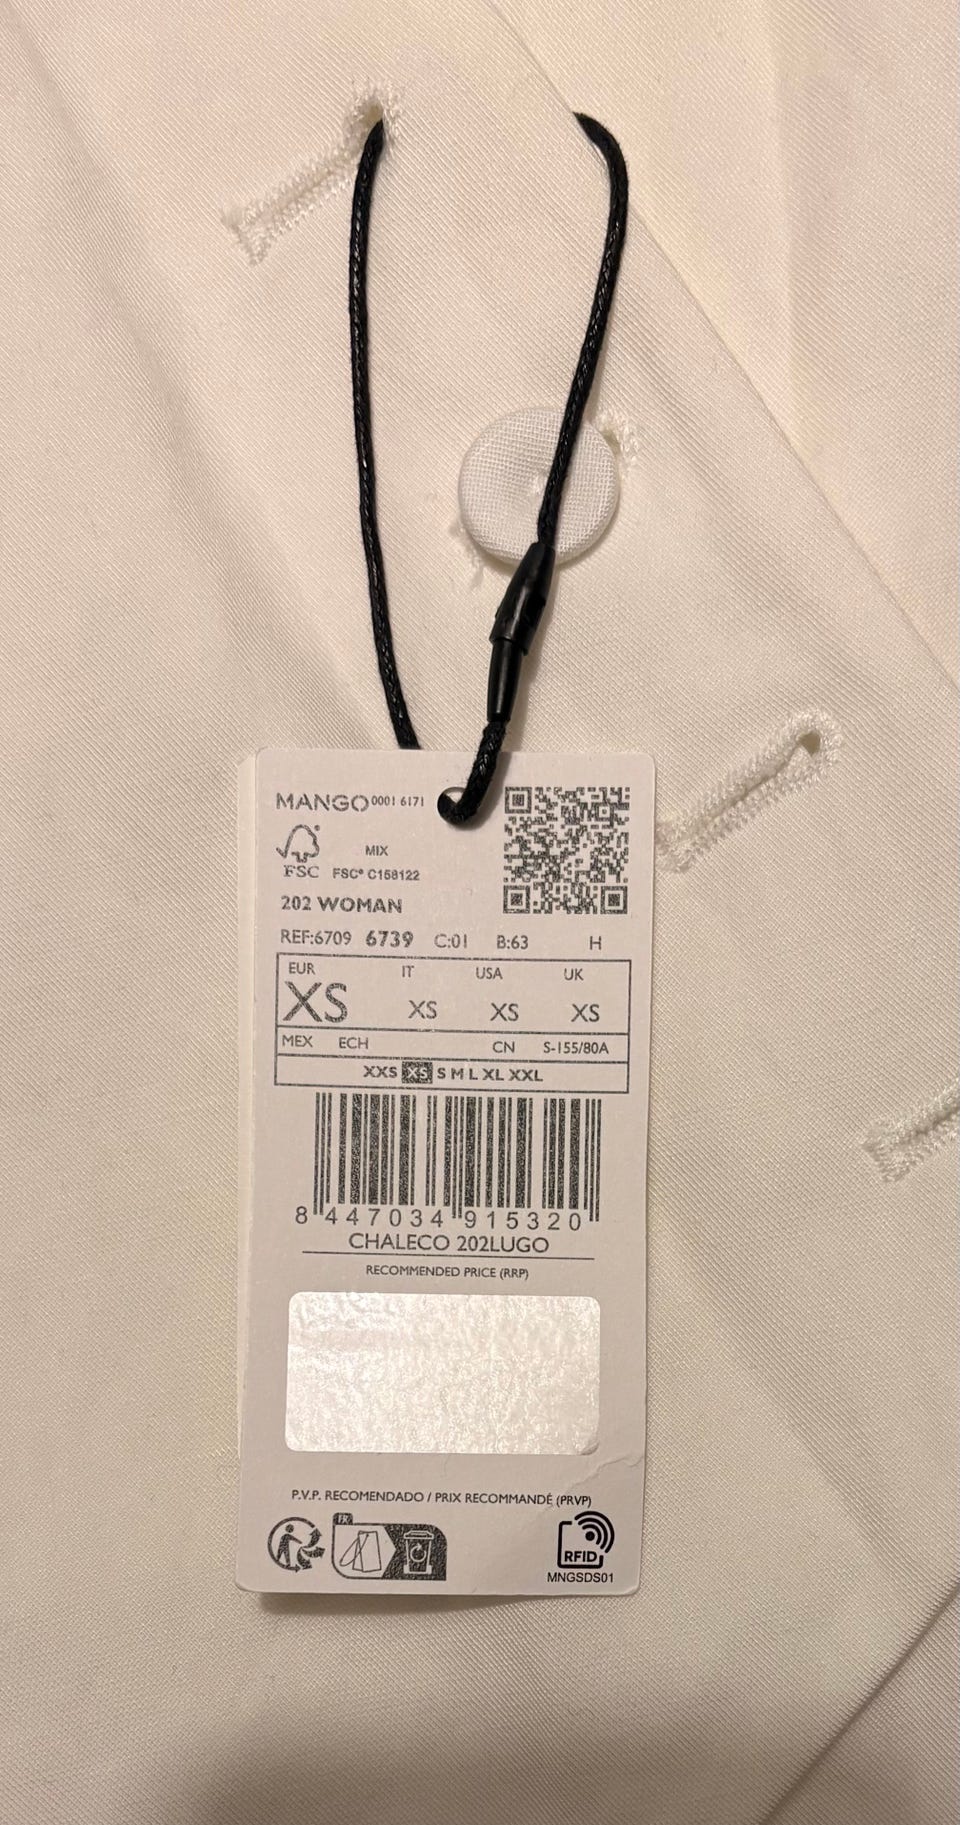 MANGO 0001 6171
MIX
FSC FSC® C158122
202 WOMAN
REF:6709 6739 C:01 B:63 H
EUR IT USA UK
XS XS XS XS
MEX ECH CN S-155/80A
XXS XS S M L XL XXL
8 447034 915320
CHALECO 202LUGO
RECOMMENDED PRICE (RRP)
P.V.P. RECOMENDADO / PRIX RECOMMANDÉ (PRVP)
FR
RFID
MNGSDS01